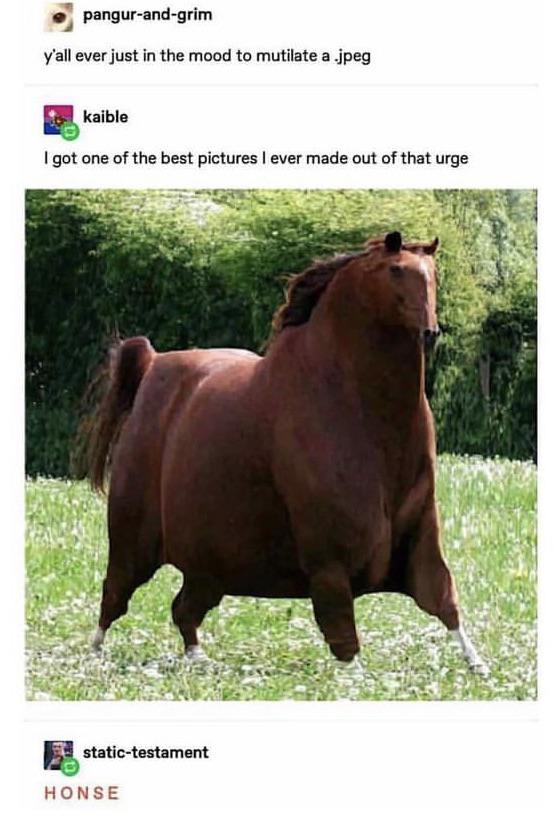 pangur-and-grim
y'all ever just in the mood to mutilate a .jpeg
kaible
I got one of the best pictures I ever made out of that urge
static-testament
HONSE